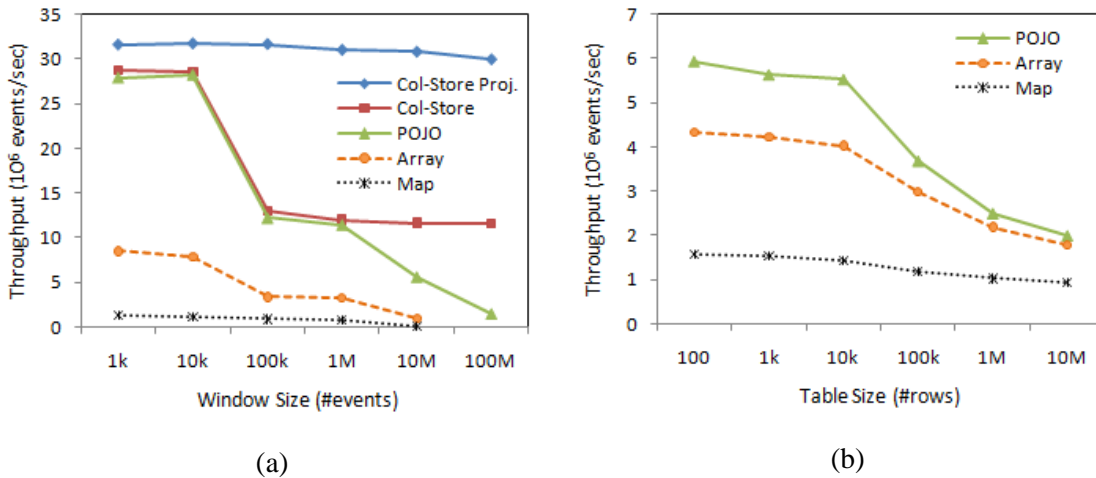 Throughput (10⁶ events/sec)
35
30
25
20
15
10
5
0
Col-Store Proj.
Col-Store
POJO
Array
Map
1k 10k 100k 1M 10M 100M
Window Size (#events)
(a)
Throughput (10⁶ events/sec)
7
6
5
4
3
2
1
0
POJO
Array
Map
100 1k 10k 100k 1M 10M
Table Size (#rows)
(b)